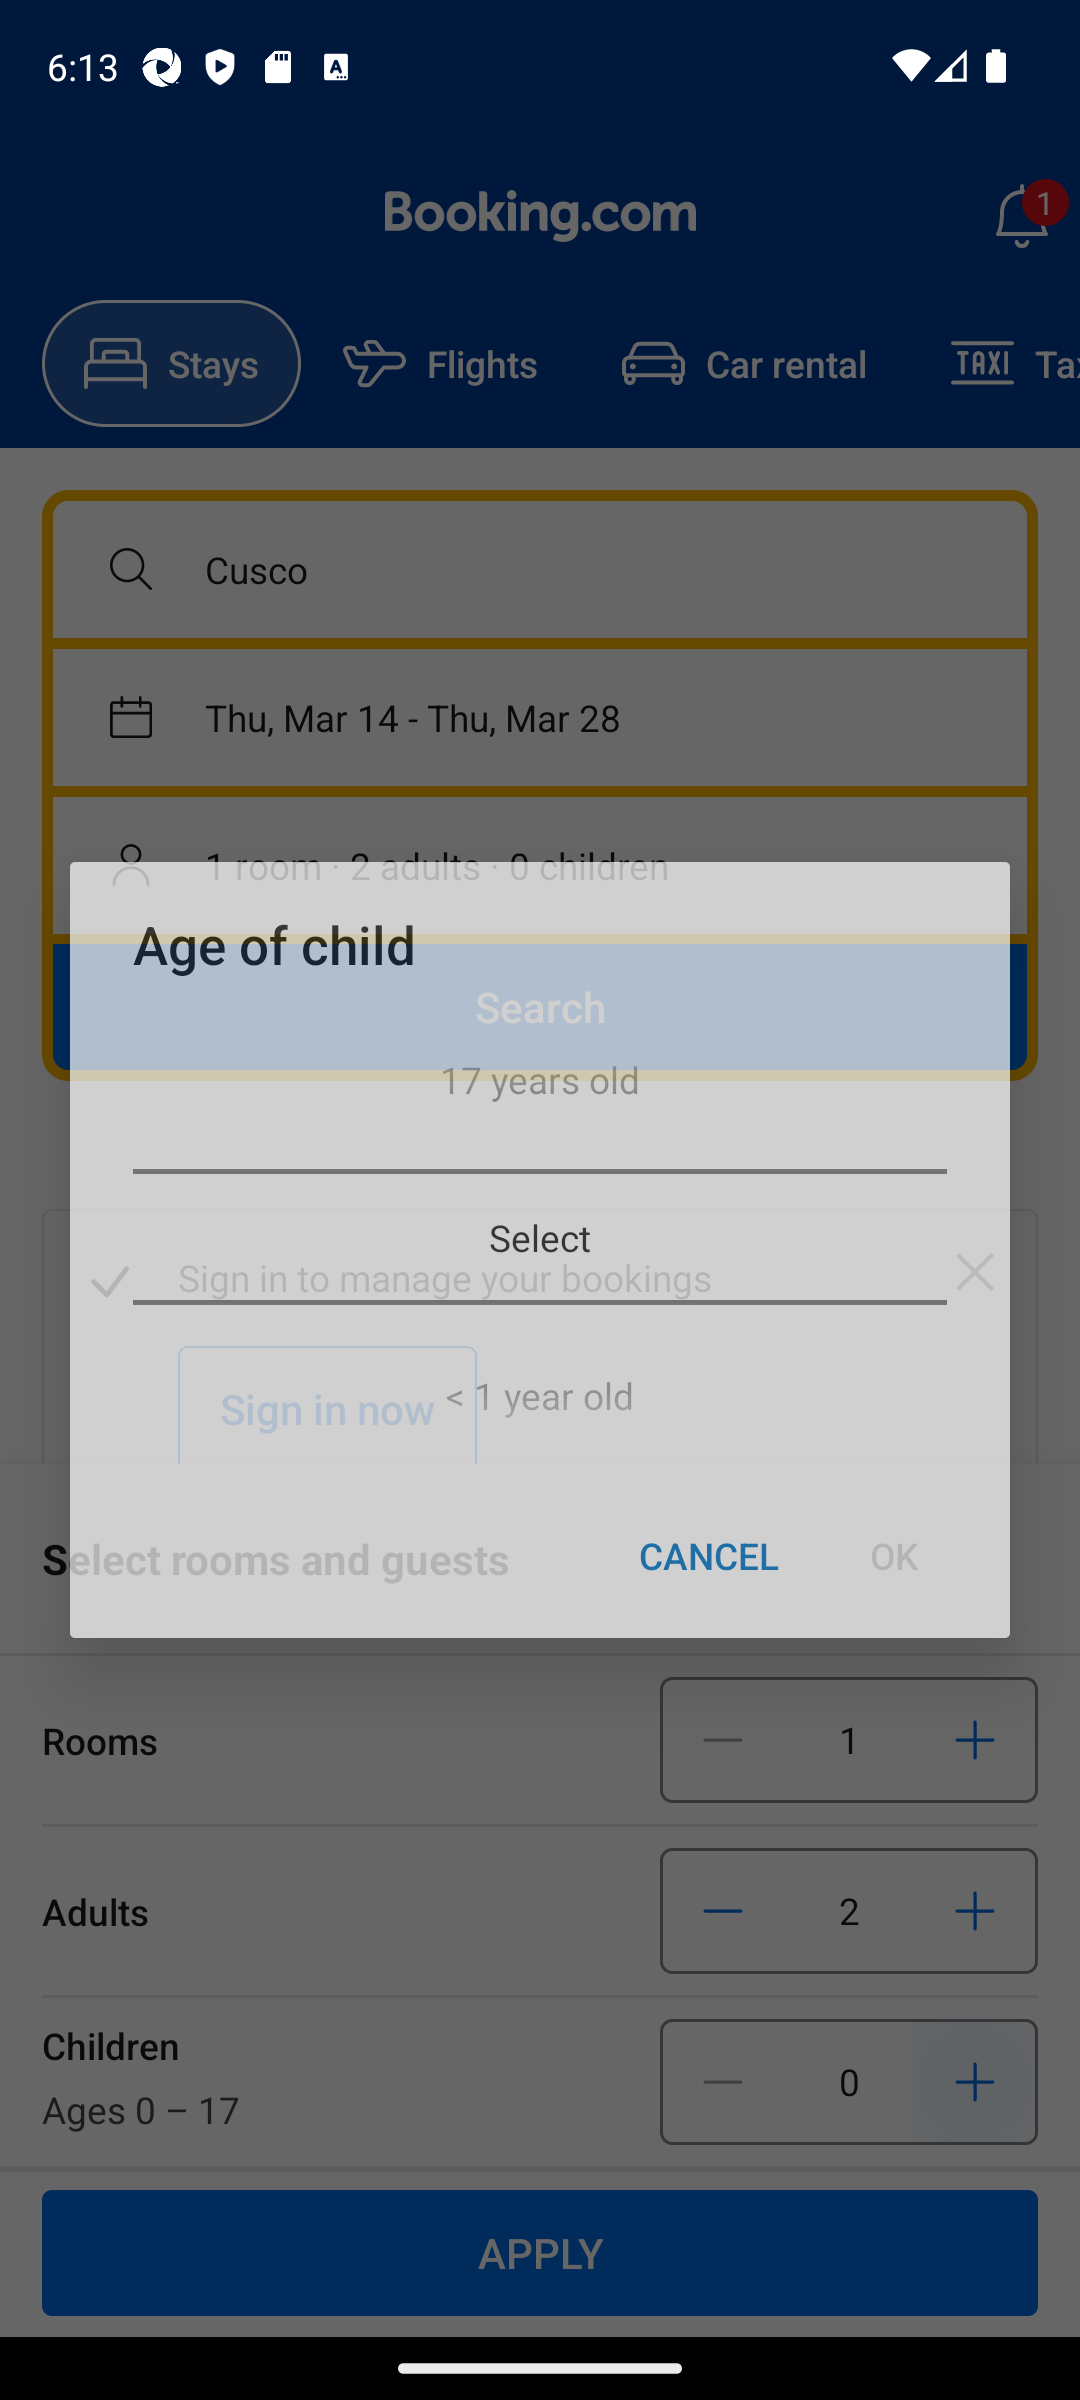 6:13
Booking.com
1
Stays
Flights
Car rental
TAXI
Tax
Cusco
Thu, Mar 14 - Thu, Mar 28
1 room · 2 adults · 0 children
Age of child
Search
17 years old
Select
Sign in to manage your bookings
< 1 year old
Sign in now
Select rooms and guests
CANCEL
OK
Rooms
1
Adults
2
Children
0
Ages 0 – 17
APPLY